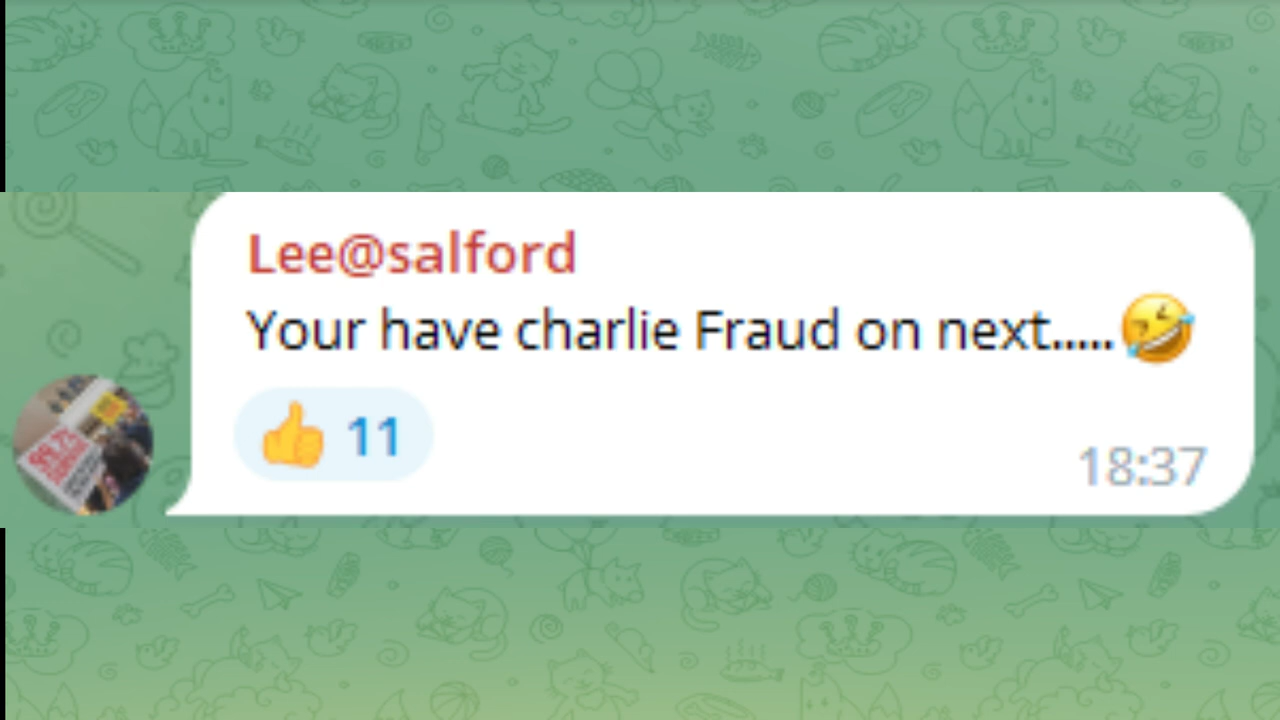 Lee@salford
Your have charlie Fraud on next.....🤣
👍 11
18:37